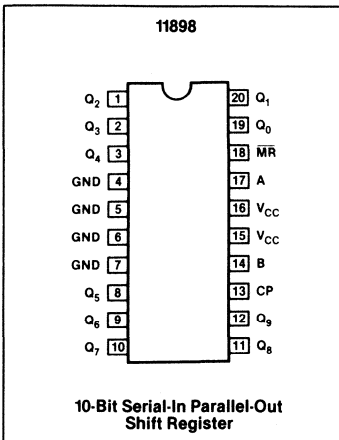 11898
Q2 1 20 Q1
Q3 2 19 Q0
Q4 3 18 M̅R̅
GND 4 17 A
GND 5 16 VCC
GND 6 15 VCC
GND 7 14 B
Q5 8 13 CP
Q6 9 12 Q9
Q7 10 11 Q8
10-Bit Serial-In Parallel-Out
Shift Register